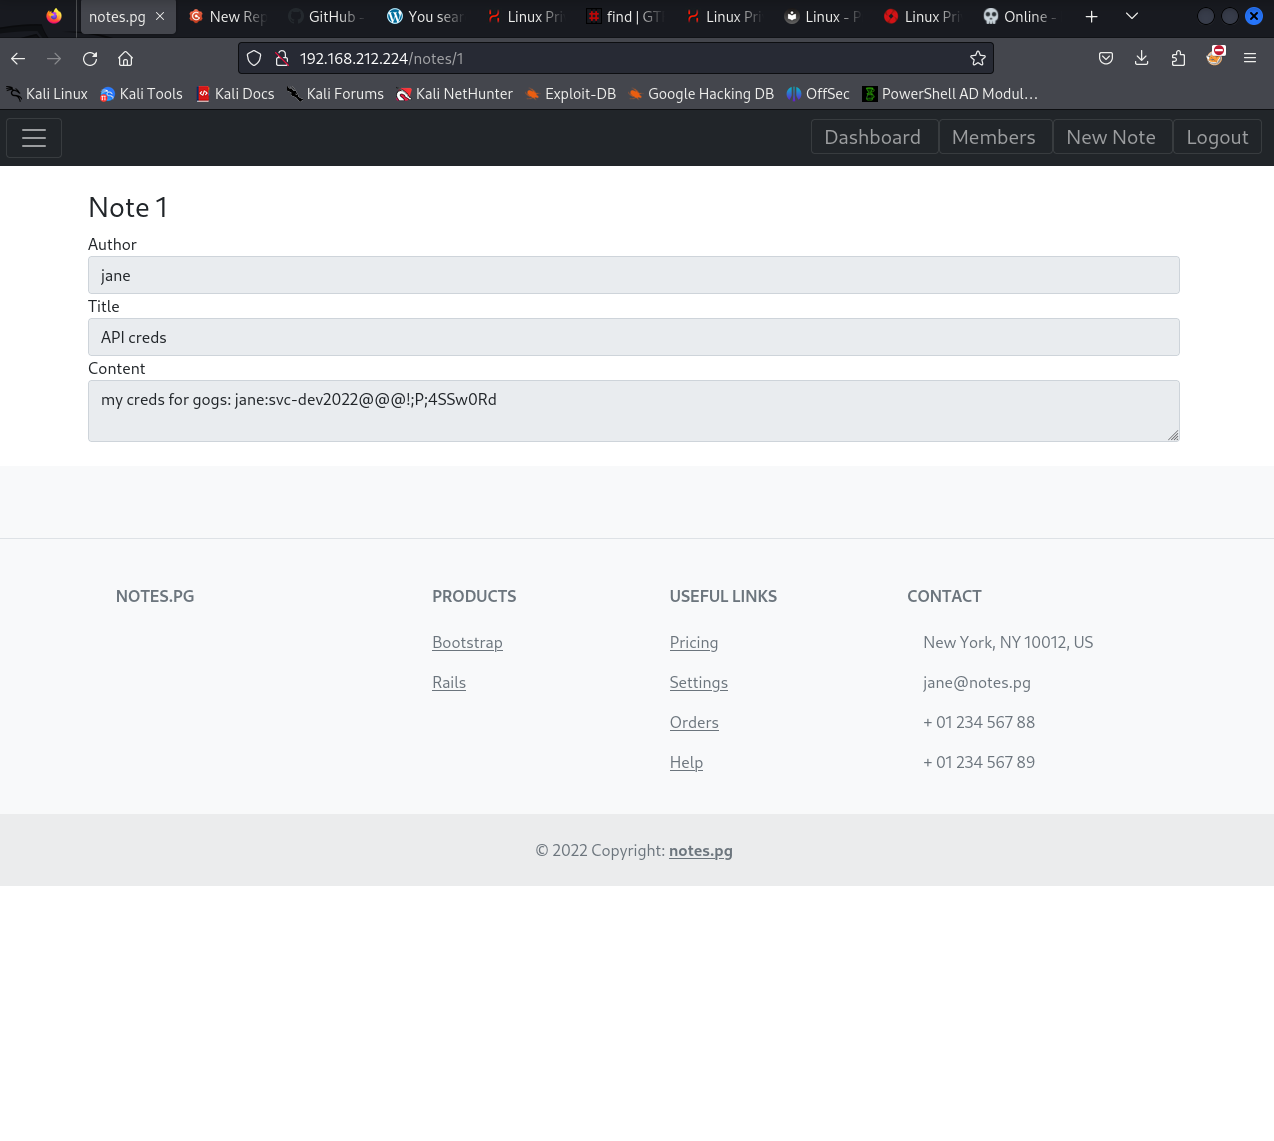 notes.pg
New Rep
GitHub -
You sear
Linux Pri
find | GT
Linux Pri
Linux - P
Linux Pri
Online -
192.168.212.224/notes/1
Kali Linux Kali Tools Kali Docs Kali Forums Kali NetHunter Exploit-DB Google Hacking DB OffSec PowerShell AD Modul...
Dashboard Members New Note Logout
Note 1
Author
jane
Title
API creds
Content
my creds for gogs: jane:svc-dev2022@@@!;P;4SSw0Rd
NOTES.PG
PRODUCTS
Bootstrap
Rails
USEFUL LINKS
Pricing
Settings
Orders
Help
CONTACT
New York, NY 10012, US
jane@notes.pg
+ 01 234 567 88
+ 01 234 567 89
© 2022 Copyright: notes.pg